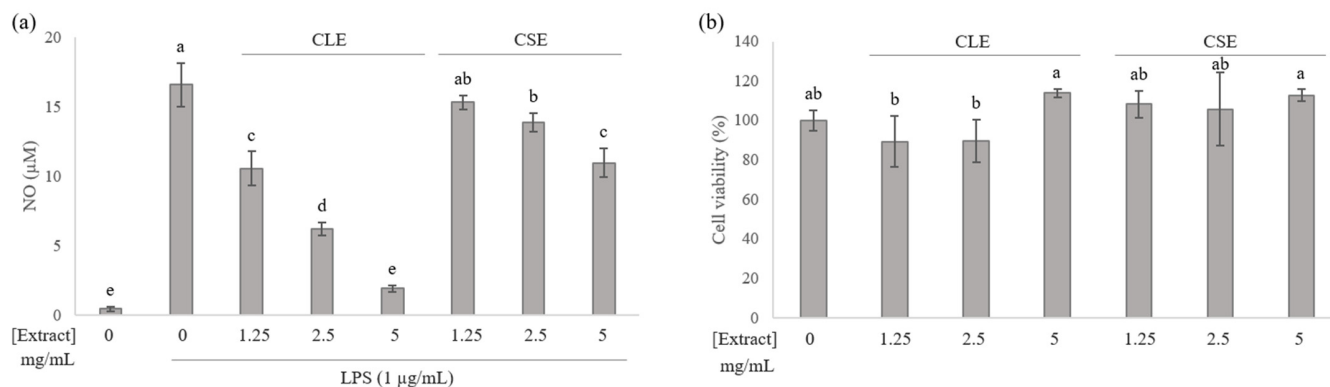 (a)
CLE CSE
20
15
10
5
0
NO (µM)
e
a
c
d
e
ab
b
c
[Extract] 0 0 1.25 2.5 5 1.25 2.5 5
mg/mL
LPS (1 µg/mL)
(b)
CLE CSE
140
120
100
80
60
40
20
0
Cell viability (%)
ab
b
b
a
ab
ab
a
[Extract] 0 1.25 2.5 5 1.25 2.5 5
mg/mL